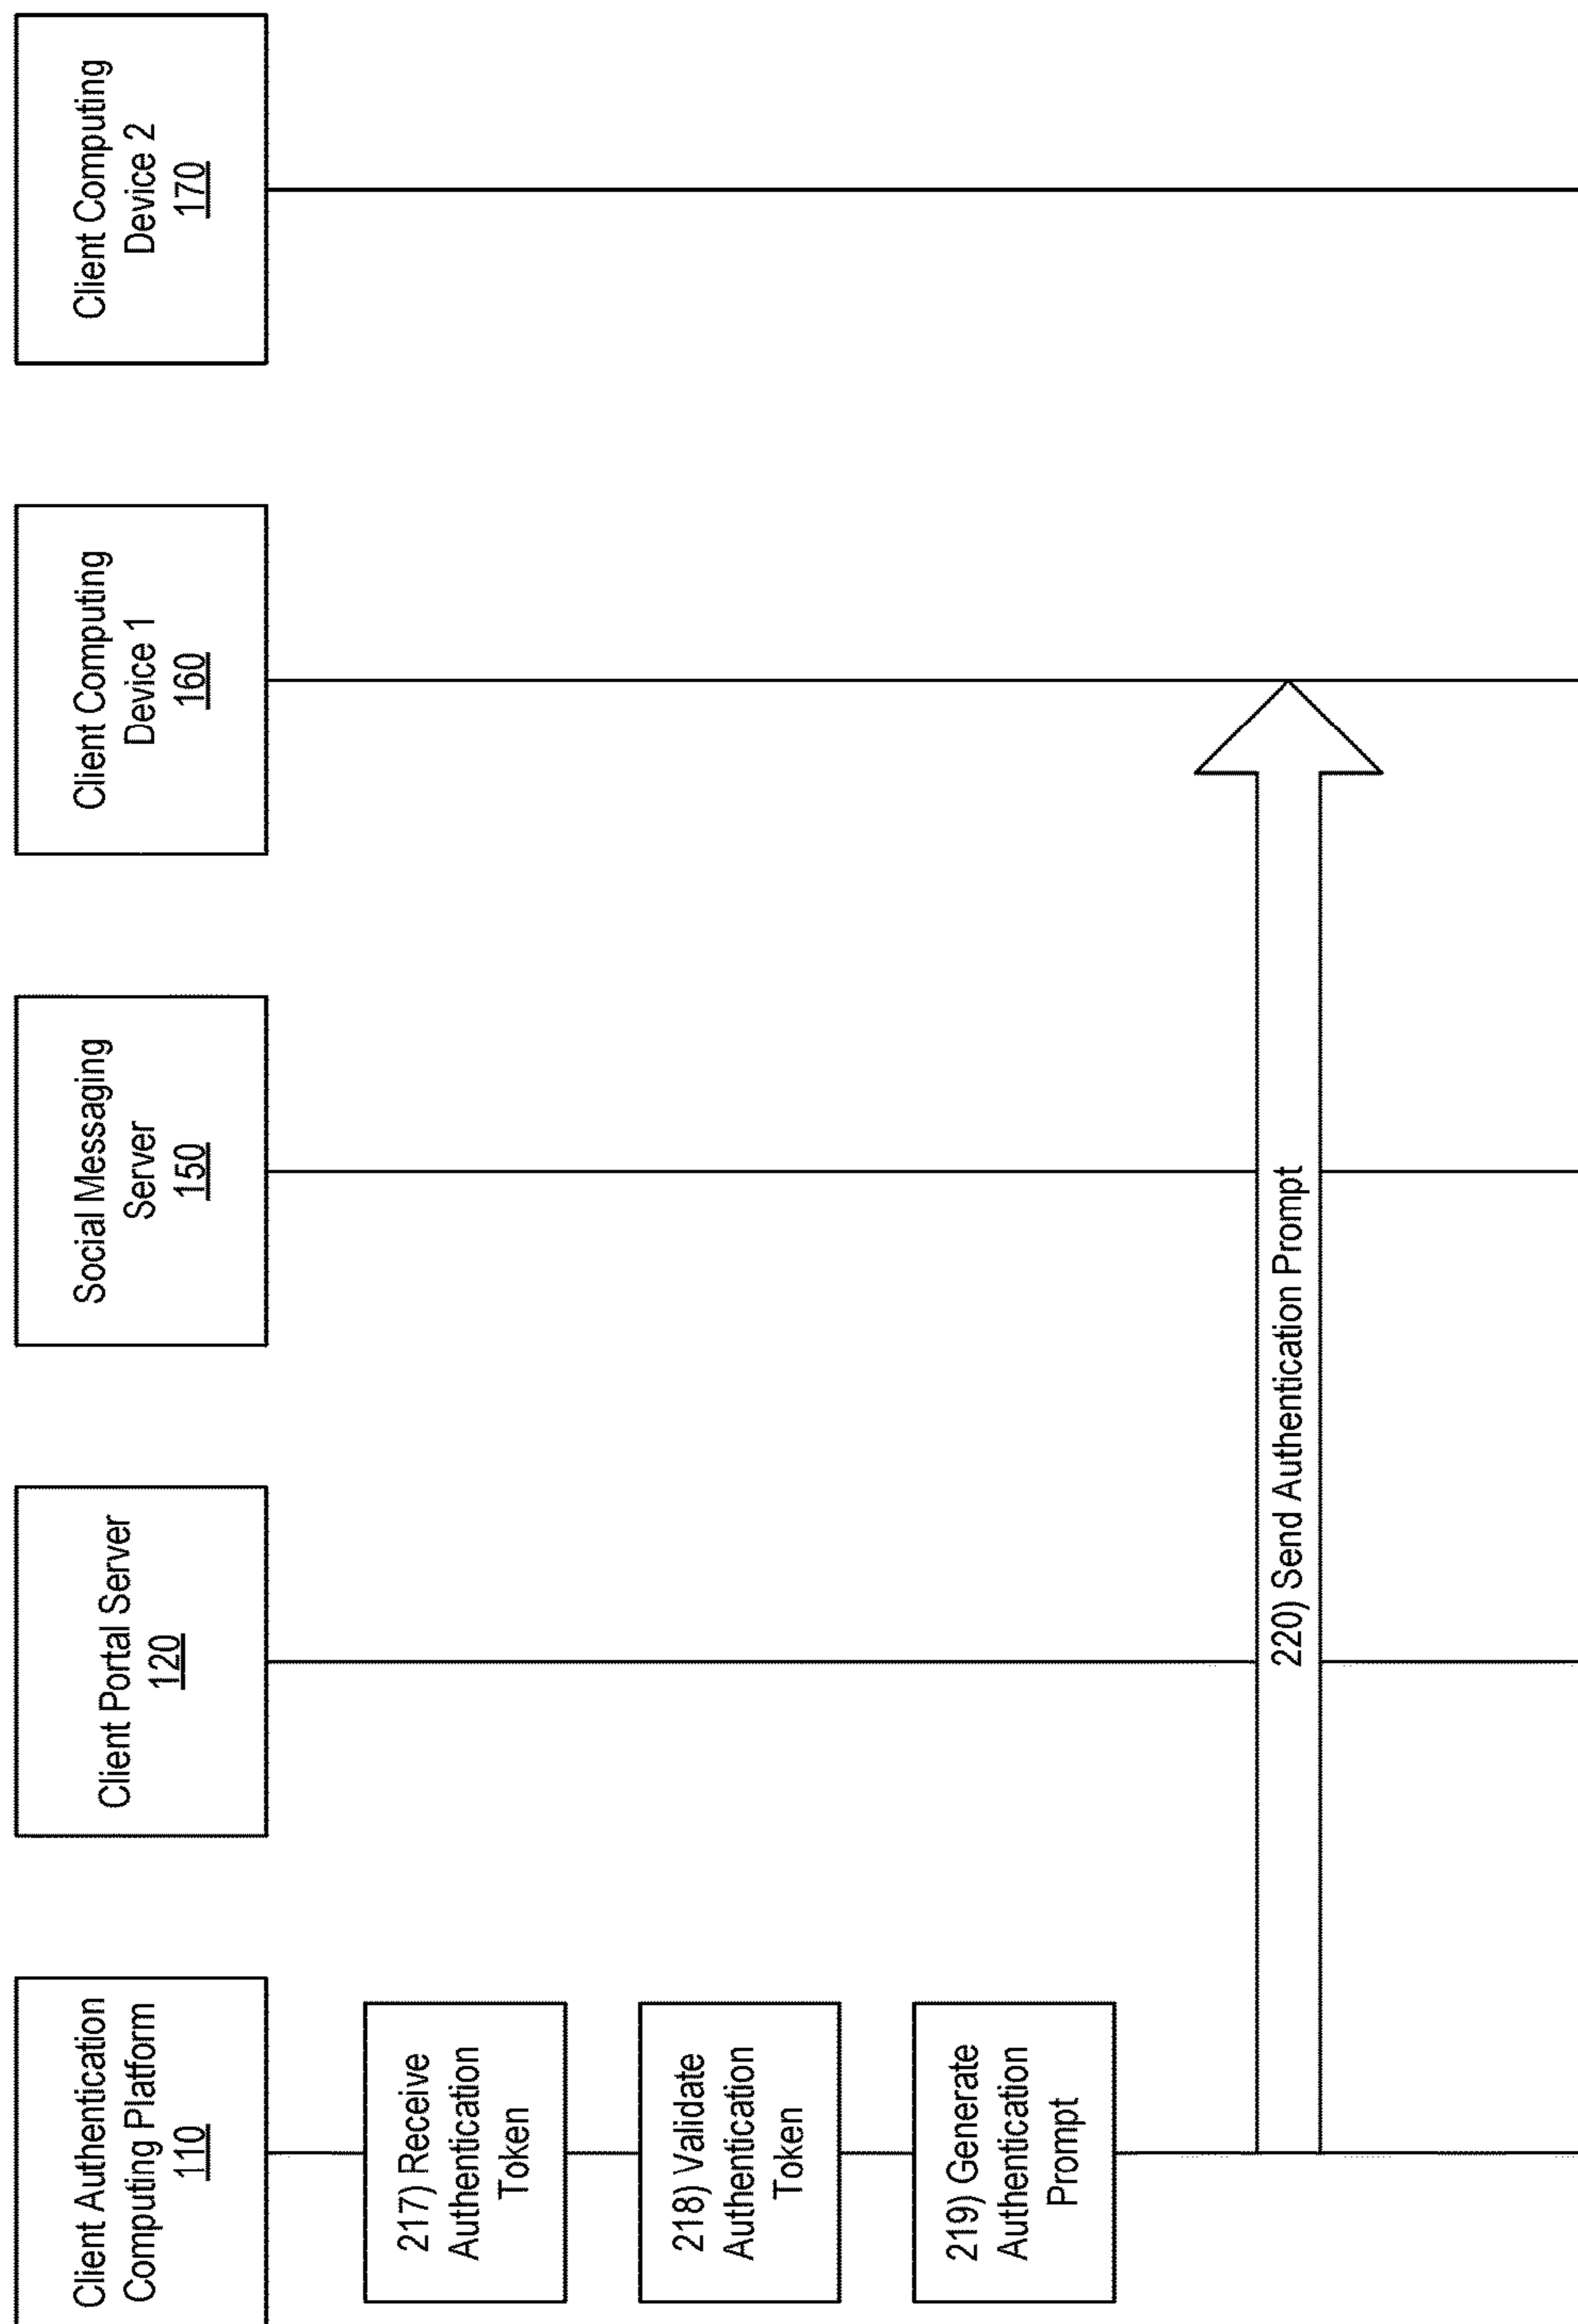 Client Authentication
Computing Platform
110
Client Portal Server
120
Social Messaging
Server
150
Client Computing
Device 1
160
Client Computing
Device 2
170
217) Receive
Authentication
Token
218) Validate
Authentication
Token
219) Generate
Authentication
Prompt
220) Send Authentication Prompt